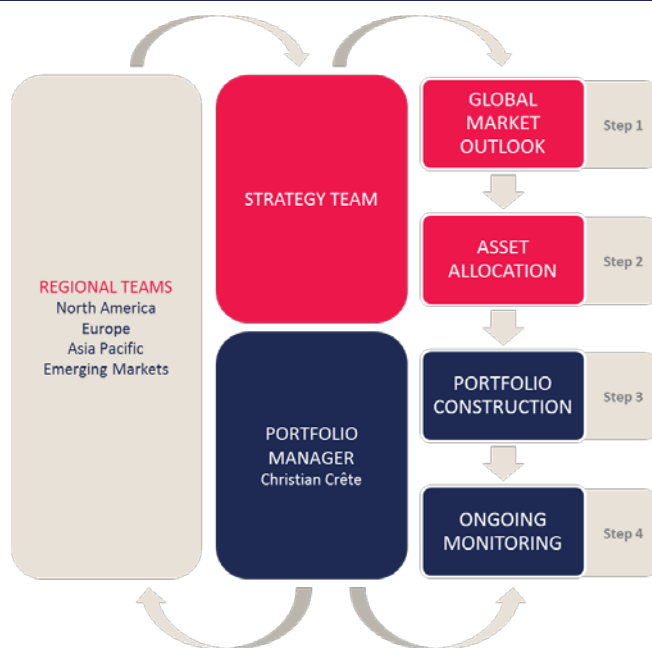 REGIONAL TEAMS
North America
Europe
Asia Pacific
Emerging Markets
STRATEGY TEAM
PORTFOLIO
MANAGER
Christian Crête
GLOBAL
MARKET
OUTLOOK
Step 1
ASSET
ALLOCATION
Step 2
PORTFOLIO
CONSTRUCTION
Step 3
ONGOING
MONITORING
Step 4